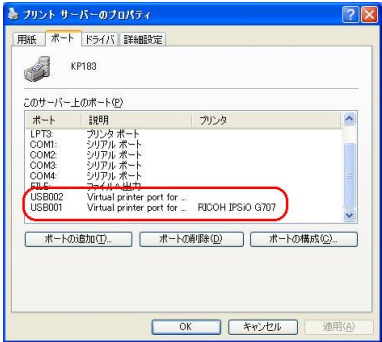 プリント サーバーのプロパティ
用紙 ポート ドライバ 詳細設定
KP183
このサーバー上のポート(P)
ポート 説明 プリンタ
LPT3: プリンタ ポート
COM1: シリアル ポート
COM2: シリアル ポート
COM3: シリアル ポート
COM4: シリアル ポート
FILE: ファイルへ出力
USB002 Virtual printer port for ...
USB001 Virtual printer port for ... RICOH IPSiO G707
ポートの追加(T)... ポートの削除(D) ポートの構成(C)...
OK キャンセル 適用(A)